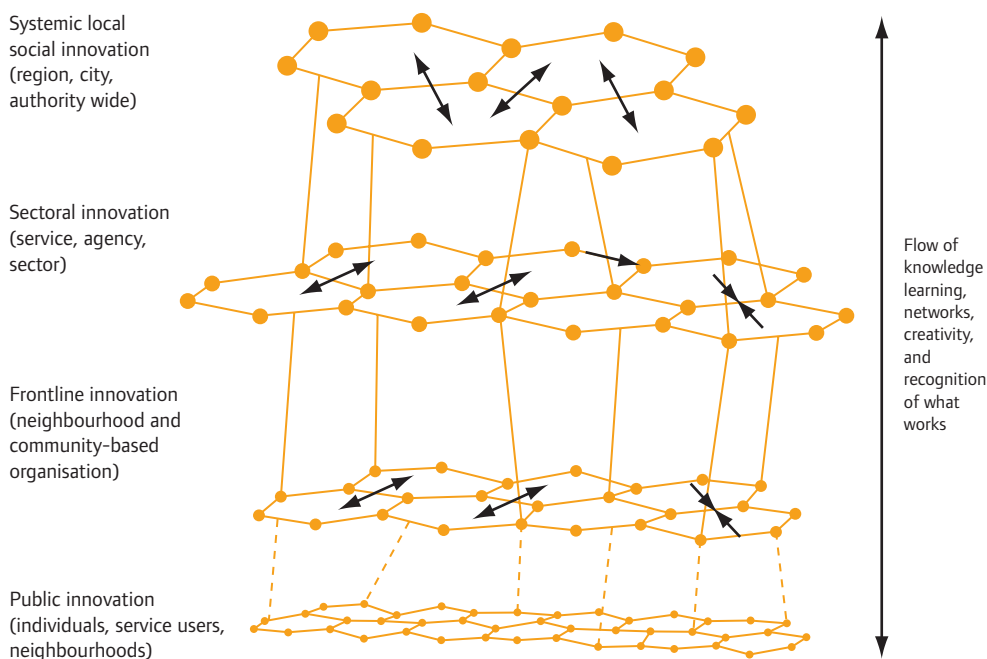 Systemic local
social innovation
(region, city,
authority wide)
Sectoral innovation
(service, agency,
sector)
Frontline innovation
(neighbourhood and
community-based
organisation)
Public innovation
(individuals, service users,
neighbourhoods)
Flow of
knowledge
learning,
networks,
creativity,
and
recognition
of what
works